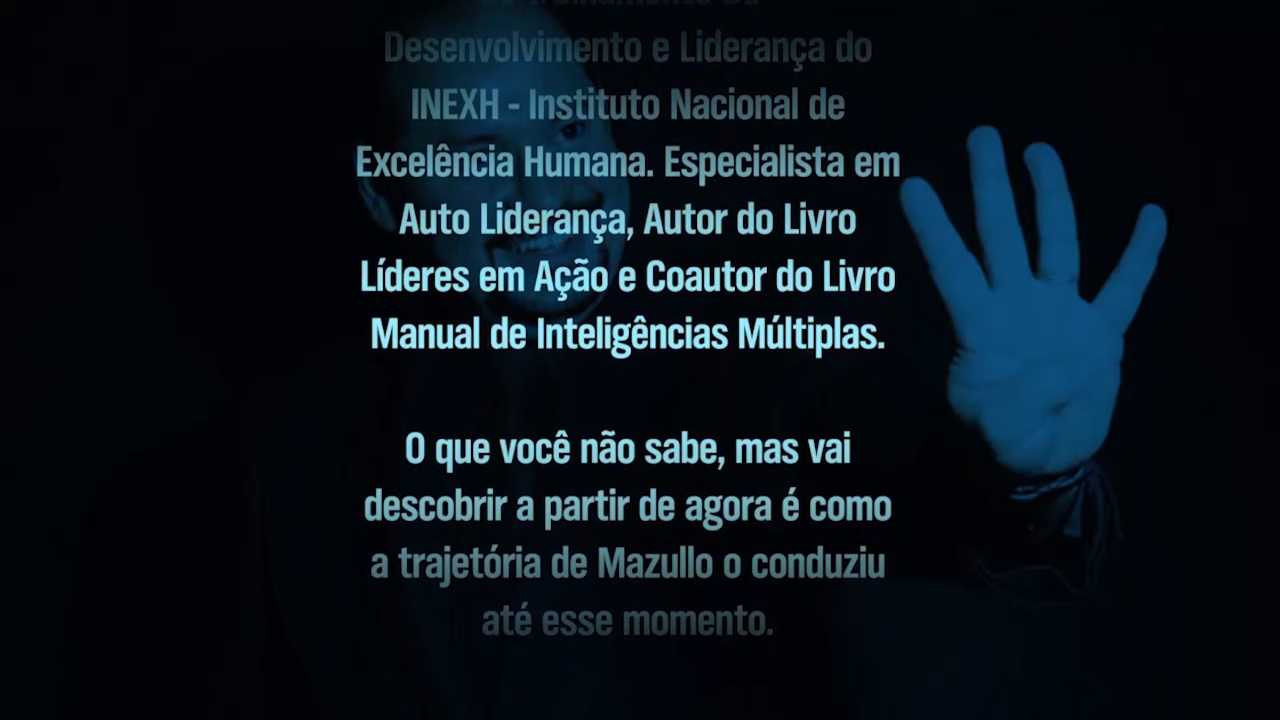 Desenvolvimento e Liderança do
INEXH - Instituto Nacional de
Excelência Humana. Especialista em
Auto Liderança, Autor do Livro
Líderes em Ação e Coautor do Livro
Manual de Inteligências Múltiplas.
O que você não sabe, mas vai
descobrir a partir de agora é como
a trajetória de Mazullo o conduziu
até esse momento.